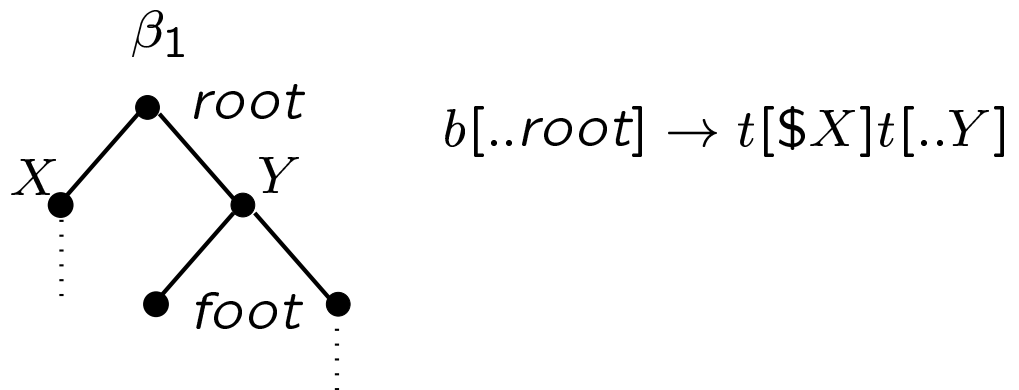 β₁
root
b[..root] → t[$X]t[..Y]
X
Y
foot